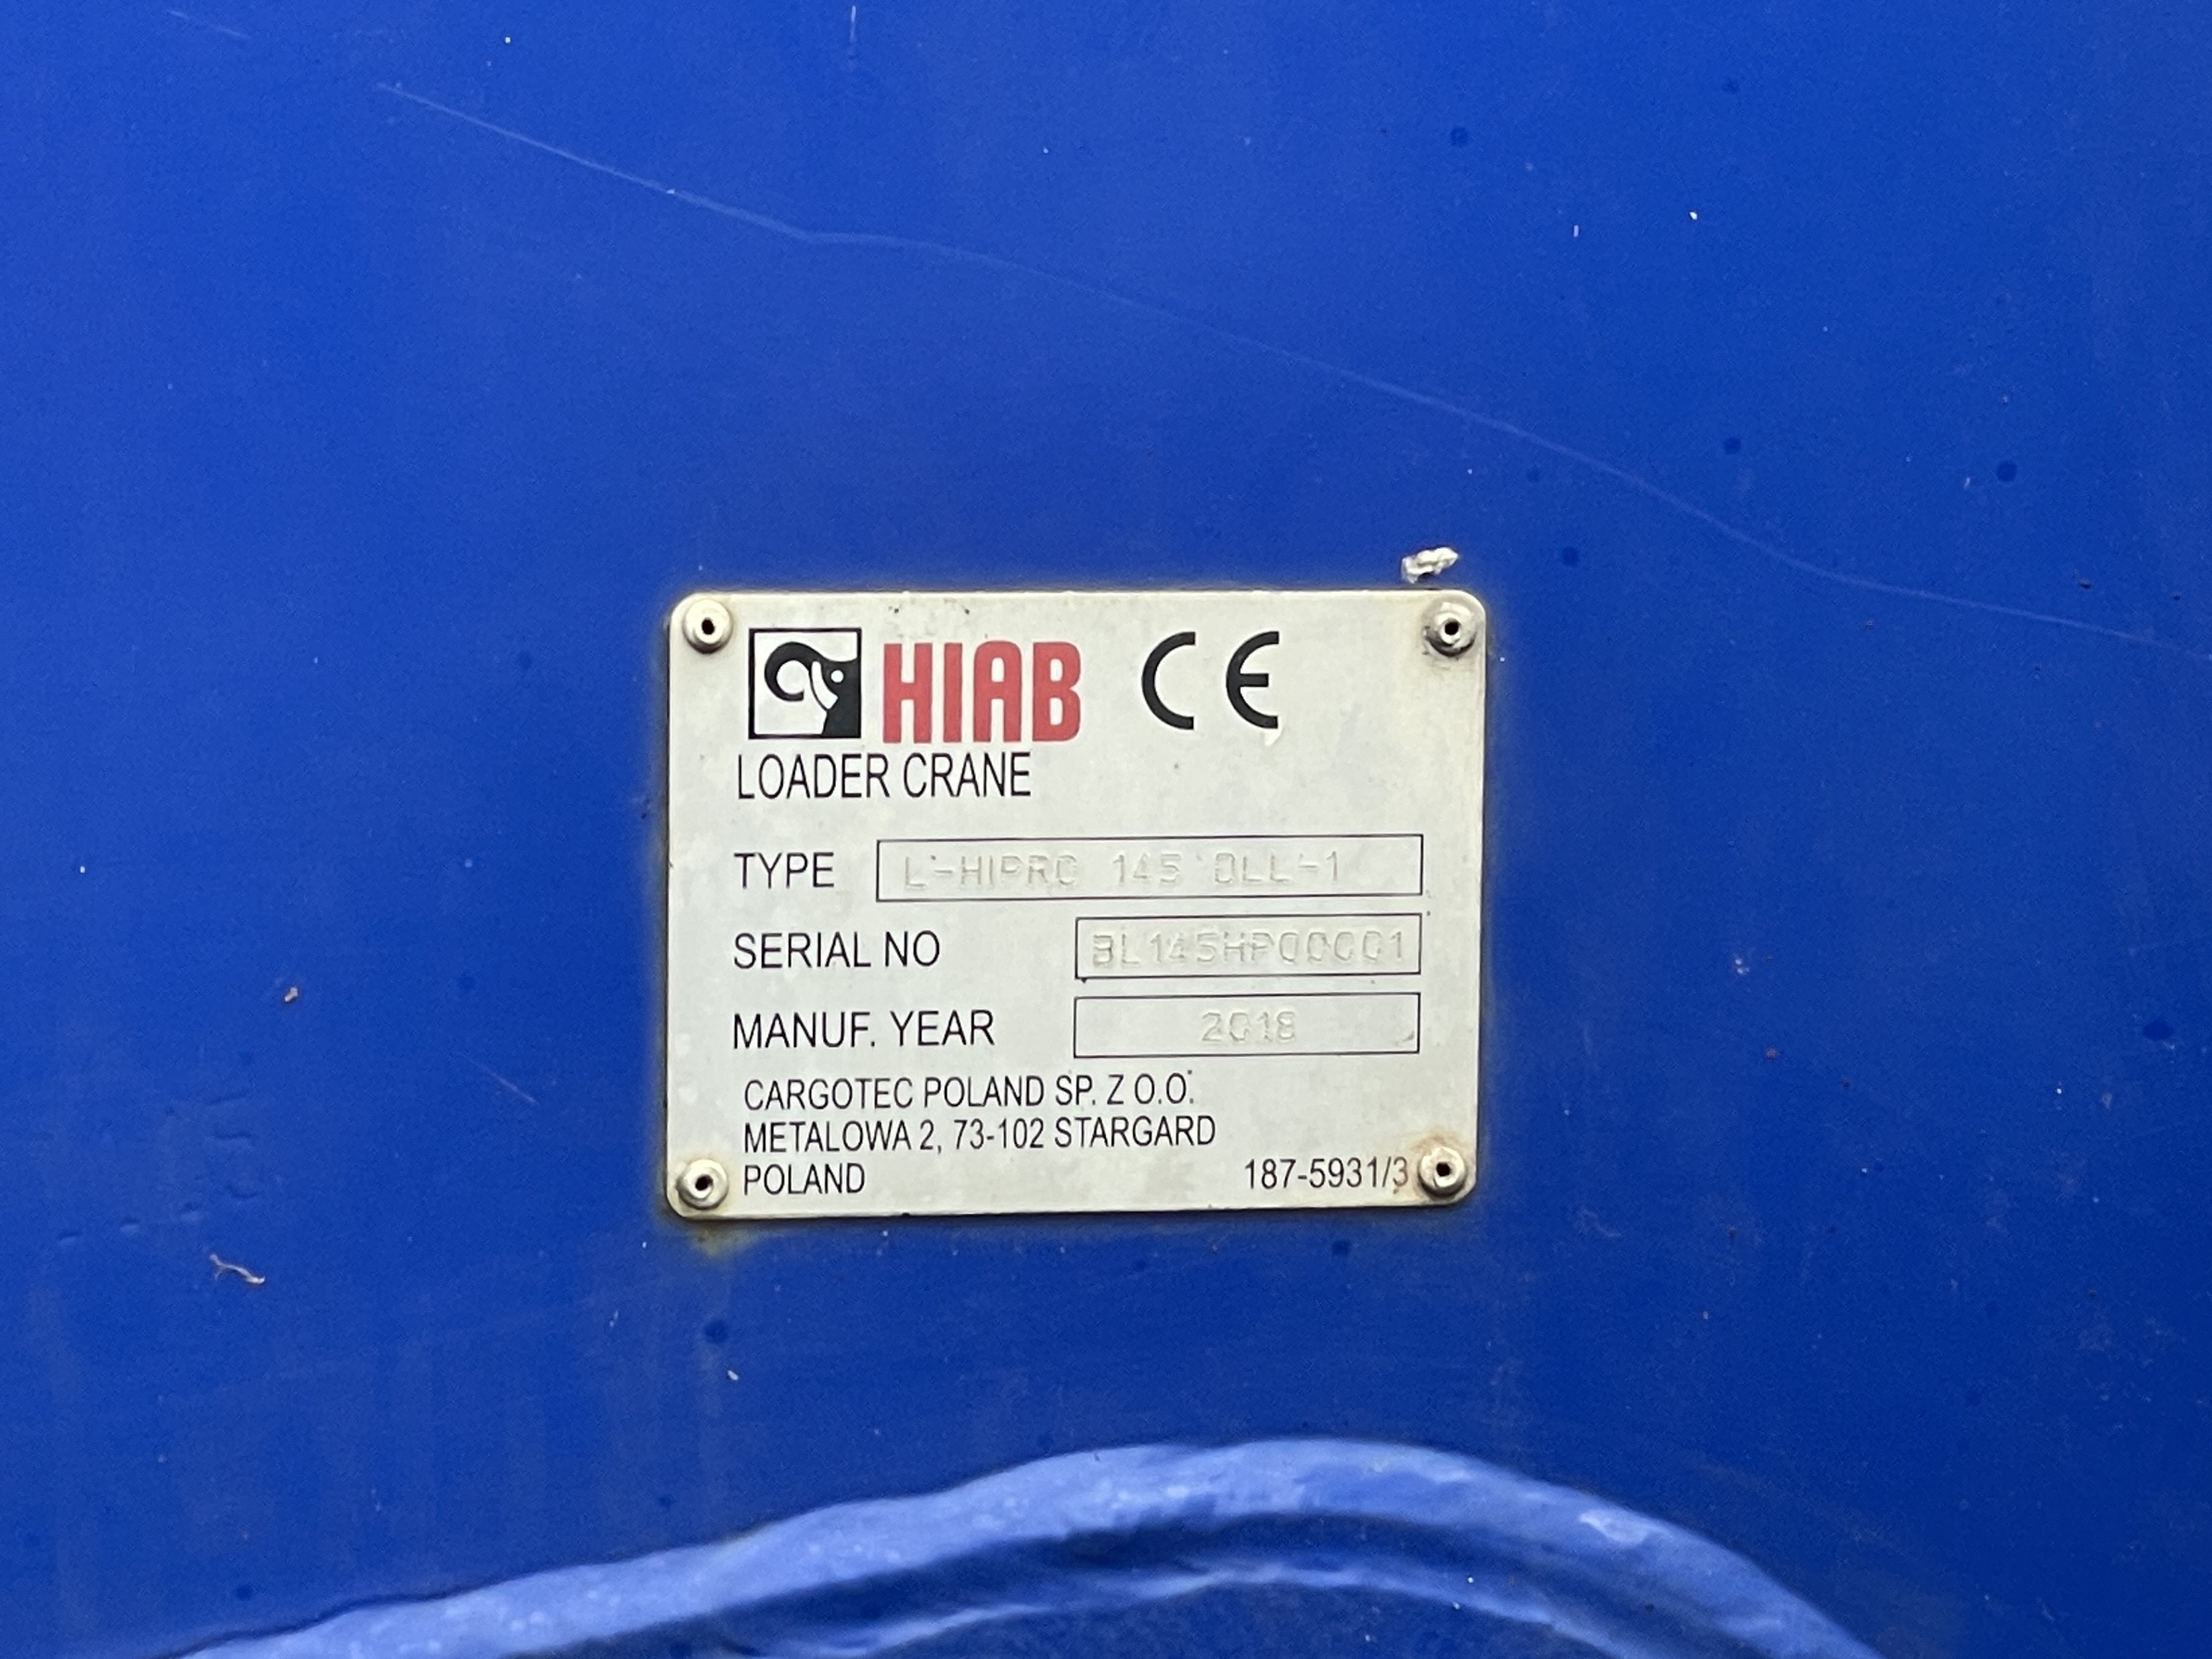 HIAB CE
LOADER CRANE
TYPE L-HIPRO 145 DLL-1
SERIAL NO BL145HP00001
MANUF. YEAR 2018
CARGOTEC POLAND SP. Z O.O.
METALOWA 2, 73-102 STARGARD
POLAND 187-5931/3